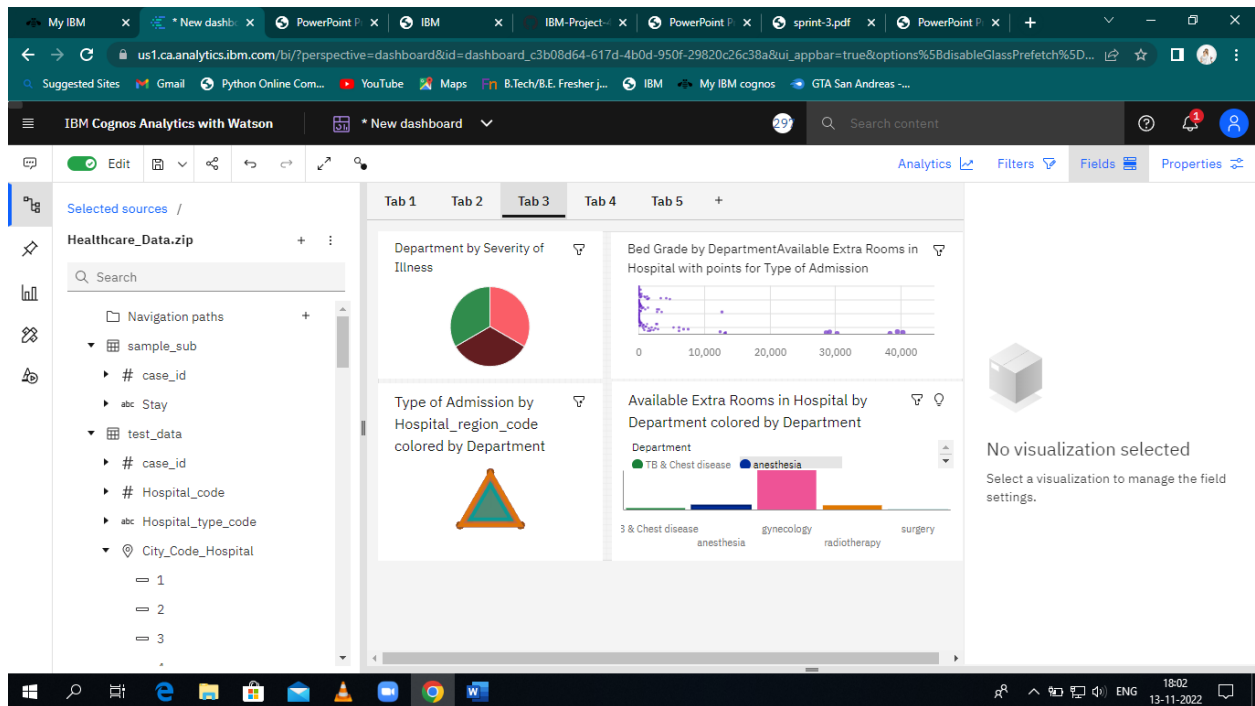 My IBM
* New dashbo
PowerPoint P
IBM
IBM-Project-
PowerPoint P
sprint-3.pdf
PowerPoint P
us1.ca.analytics.ibm.com/bi/?perspective=dashboard&id=dashboard_c3b08d64-617d-4b0d-950f-29820c26c38a&ui_appbar=true&options%5BdisableGlassPrefetch%5D...
Suggested Sites
Gmail
Python Online Com...
YouTube
Maps
Fn B.Tech/B.E. Fresher j...
IBM
My IBM cognos
GTA San Andreas -...
IBM Cognos Analytics with Watson
* New dashboard
Search content
1
Edit
Analytics
Filters
Fields
Properties
Selected sources /
Healthcare_Data.zip
Search
Navigation paths
sample_sub
# case_id
abc Stay
test_data
# case_id
# Hospital_code
abc Hospital_type_code
City_Code_Hospital
1
2
3
Tab 1
Tab 2
Tab 3
Tab 4
Tab 5
Department by Severity of
Illness
Bed Grade by DepartmentAvailable Extra Rooms in
Hospital with points for Type of Admission
0 10,000 20,000 30,000 40,000
Type of Admission by
Hospital_region_code
colored by Department
Available Extra Rooms in Hospital by
Department colored by Department
Department
TB & Chest disease anesthesia
B & Chest disease gynecology surgery
anesthesia radiotherapy
No visualization selected
Select a visualization to manage the field
settings.
ENG
18:02
13-11-2022